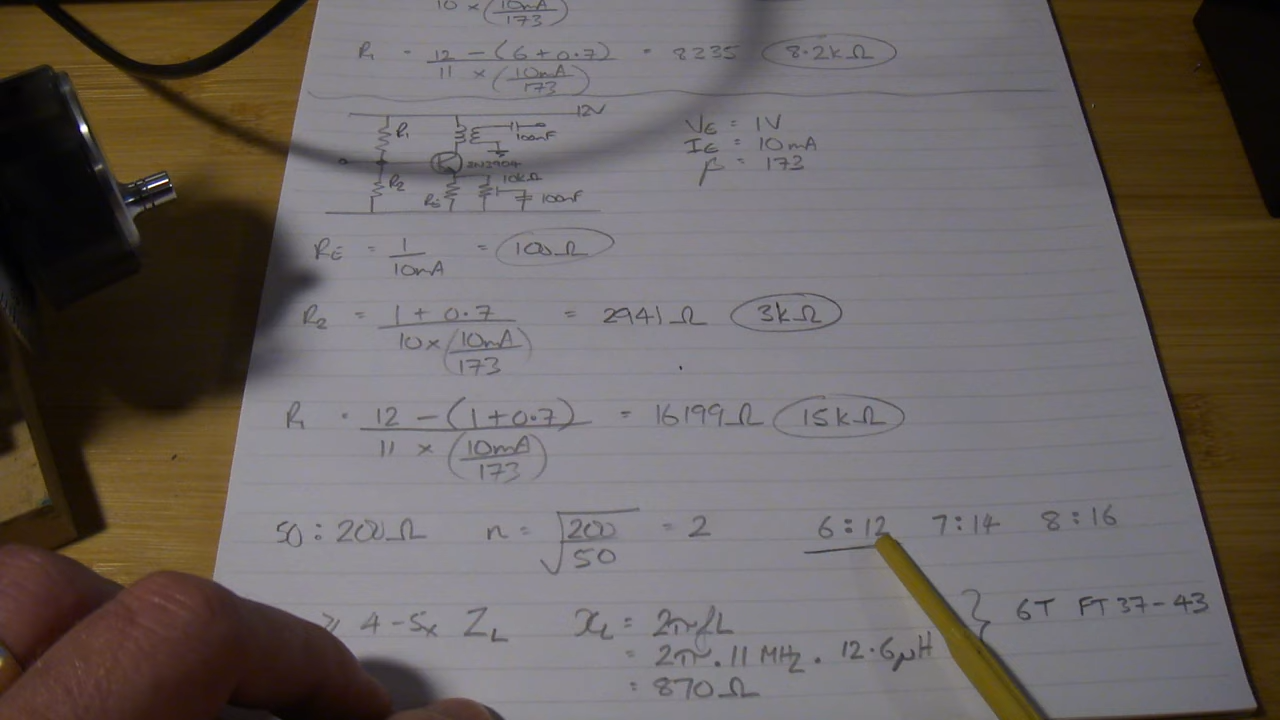 10 × (10mA / 173)
R1 = 12 - (6 + 0.7) / 11 × (10mA / 173) = 8235 8.2kΩ
12V
R1
100nF
2N3904
R2
10kΩ
RE
100nF
VE = 1V
IE = 10mA
β = 173
RE = 1 / 10mA = 100Ω
R2 = 1 + 0.7 / 10 × (10mA / 173) = 2941Ω 3kΩ
R1 = 12 - (1 + 0.7) / 11 × (10mA / 173) = 16199Ω 15kΩ
50 : 200Ω n = √(200 / 50) = 2 6:12 7:14 8:16
4-5x ZL XL = 2πfL
= 2π . 11 MHz . 12.6μH } 6T FT37-43
= 870Ω